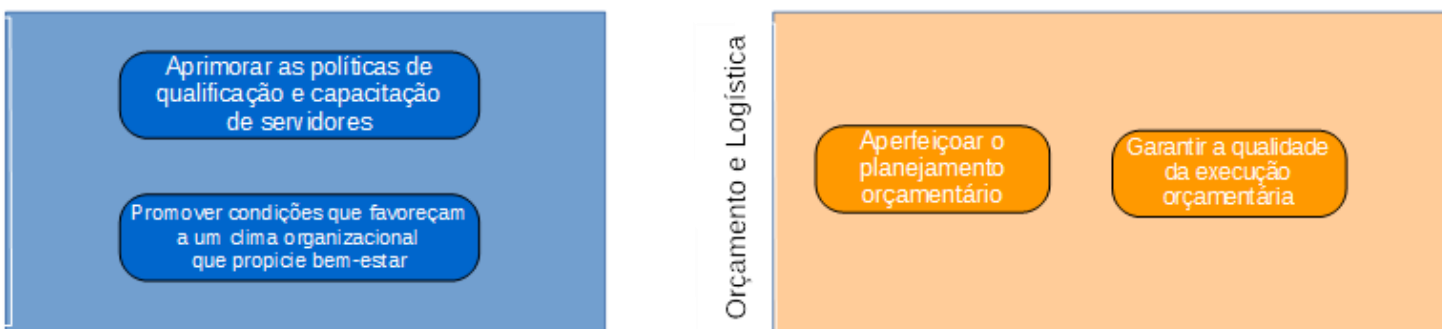 Aprimorar as políticas de
qualificação e capacitação
de servidores
Promover condições que favoreçam
a um clima organizacional
que propicie bem-estar
Orçamento e Logística
Aperfeiçoar o
planejamento
orçamentário
Garantir a qualidade
da execução
orçamentária